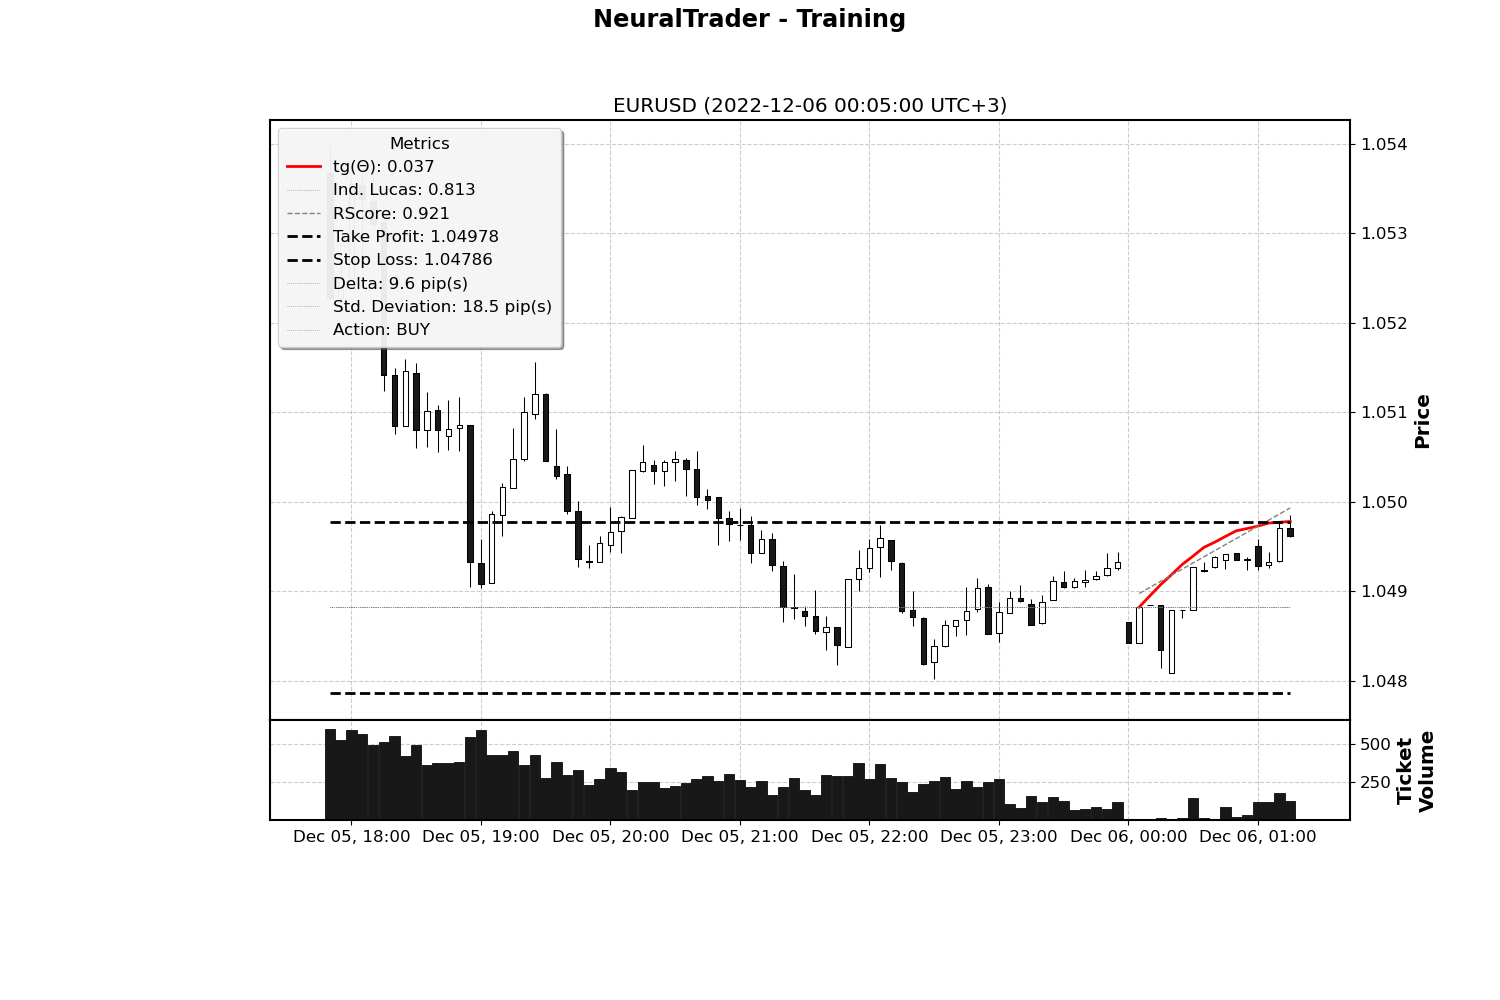 NeuralTrader - Training
EURUSD (2022-12-06 00:05:00 UTC+3)
Metrics
tg(Θ): 0.037
Ind. Lucas: 0.813
RScore: 0.921
Take Profit: 1.04978
Stop Loss: 1.04786
Delta: 9.6 pip(s)
Std. Deviation: 18.5 pip(s)
Action: BUY
1.054
1.053
1.052
1.051
1.050
1.049
1.048
Price
500
250
Ticket
Volume
Dec 05, 18:00
Dec 05, 19:00
Dec 05, 20:00
Dec 05, 21:00
Dec 05, 22:00
Dec 05, 23:00
Dec 06, 00:00
Dec 06, 01:00